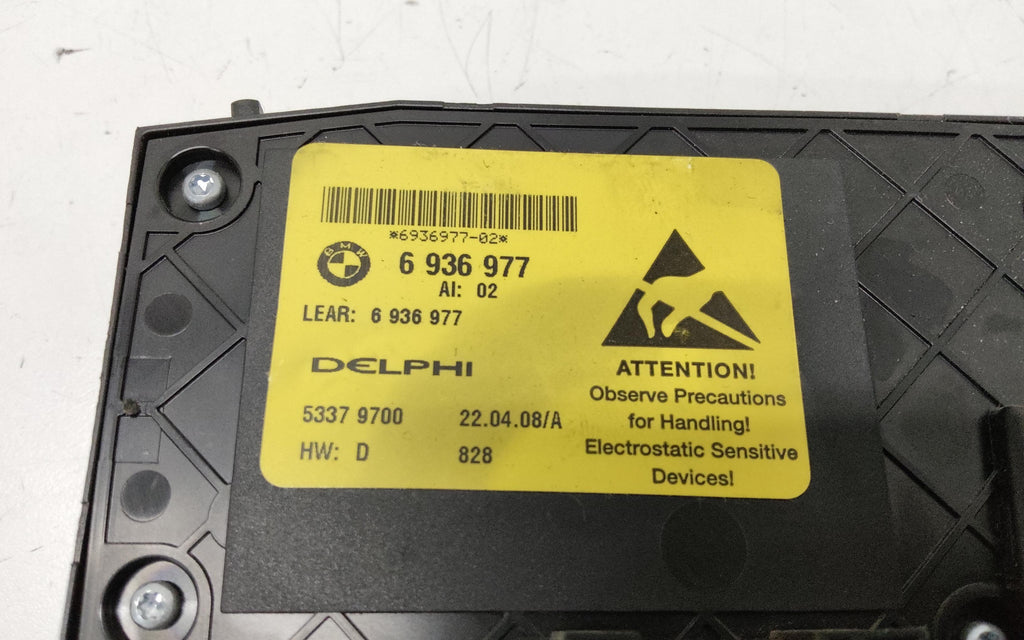 *6936977-02*
BMW
6 936 977
AI: 02
LEAR: 6 936 977
DELPHI
5337 9700 22.04.08/A
HW: D 828
ATTENTION!
Observe Precautions
for Handling!
Electrostatic Sensitive
Devices!